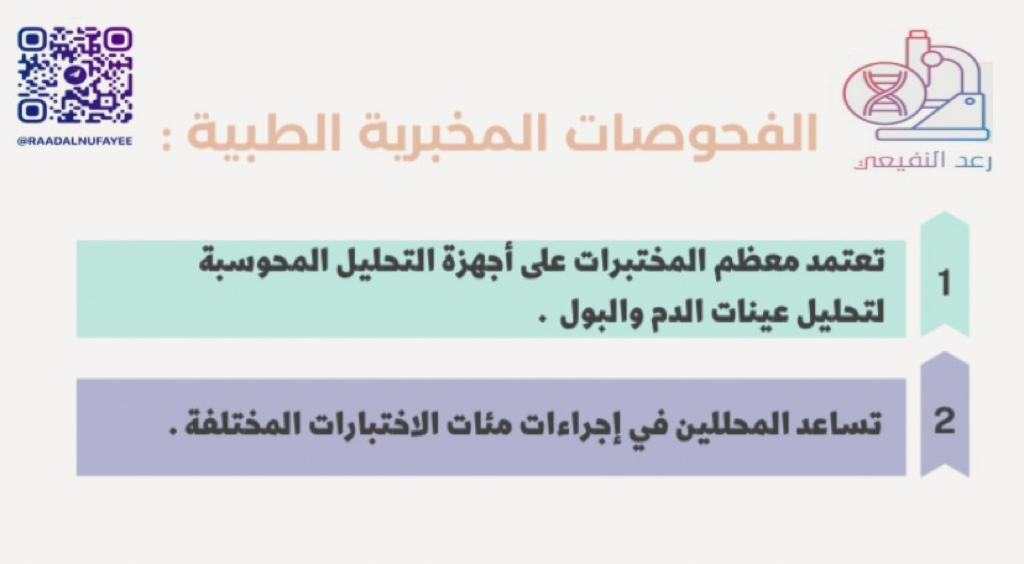 @RAADALNUFAYEE
رعد النفيعي
الفحوصات المخبرية الطبية :
1
تعتمد معظم المختبرات على أجهزة التحليل المحوسبة
لتحليل عينات الدم والبول .
2
تساعد المحللين في إجراءات مئات الاختبارات المختلفة .